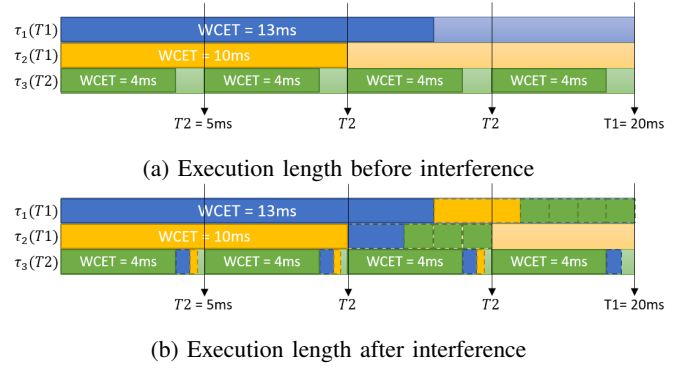 τ₁(T1) WCET = 13ms
τ₂(T1) WCET = 10ms
τ₃(T2) WCET = 4ms WCET = 4ms WCET = 4ms WCET = 4ms
T2 = 5ms T2 T2 T1= 20ms
(a) Execution length before interference
τ₁(T1) WCET = 13ms
τ₂(T1) WCET = 10ms
τ₃(T2) WCET = 4ms WCET = 4ms WCET = 4ms WCET = 4ms
T2 = 5ms T2 T2 T1=20ms
(b) Execution length after interference